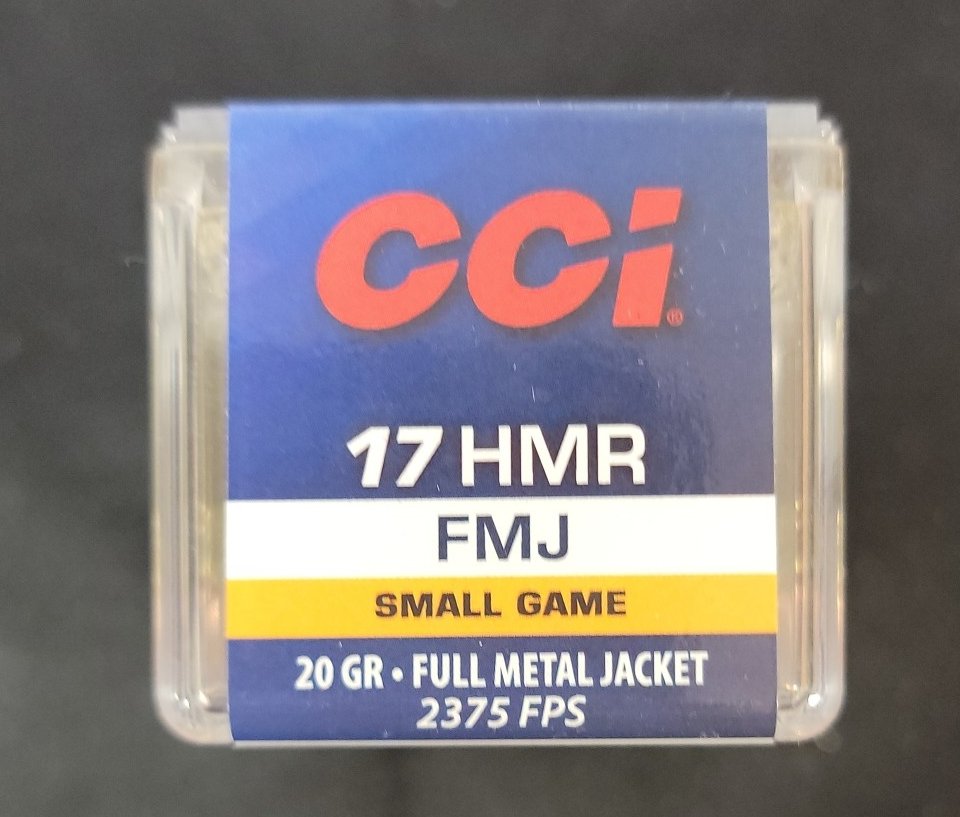 CCI®
17 HMR
FMJ
SMALL GAME
20 GR • FULL METAL JACKET
2375 FPS